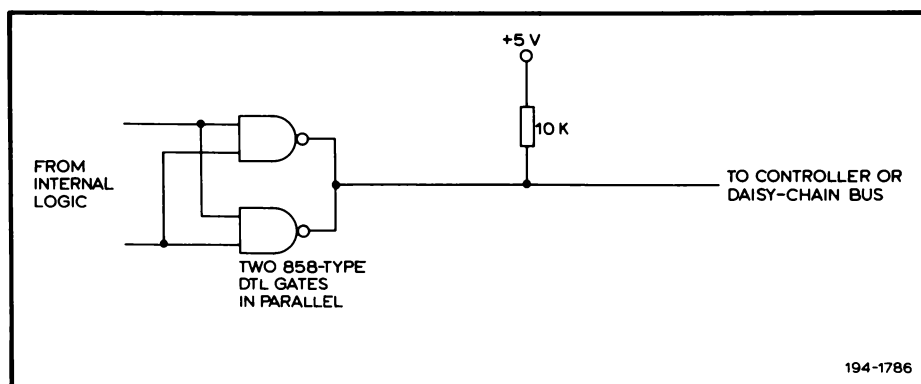 +5 V
10 K
FROM
INTERNAL
LOGIC
TO CONTROLLER OR
DAISY-CHAIN BUS
TWO 858-TYPE
DTL GATES
IN PARALLEL
194-1786